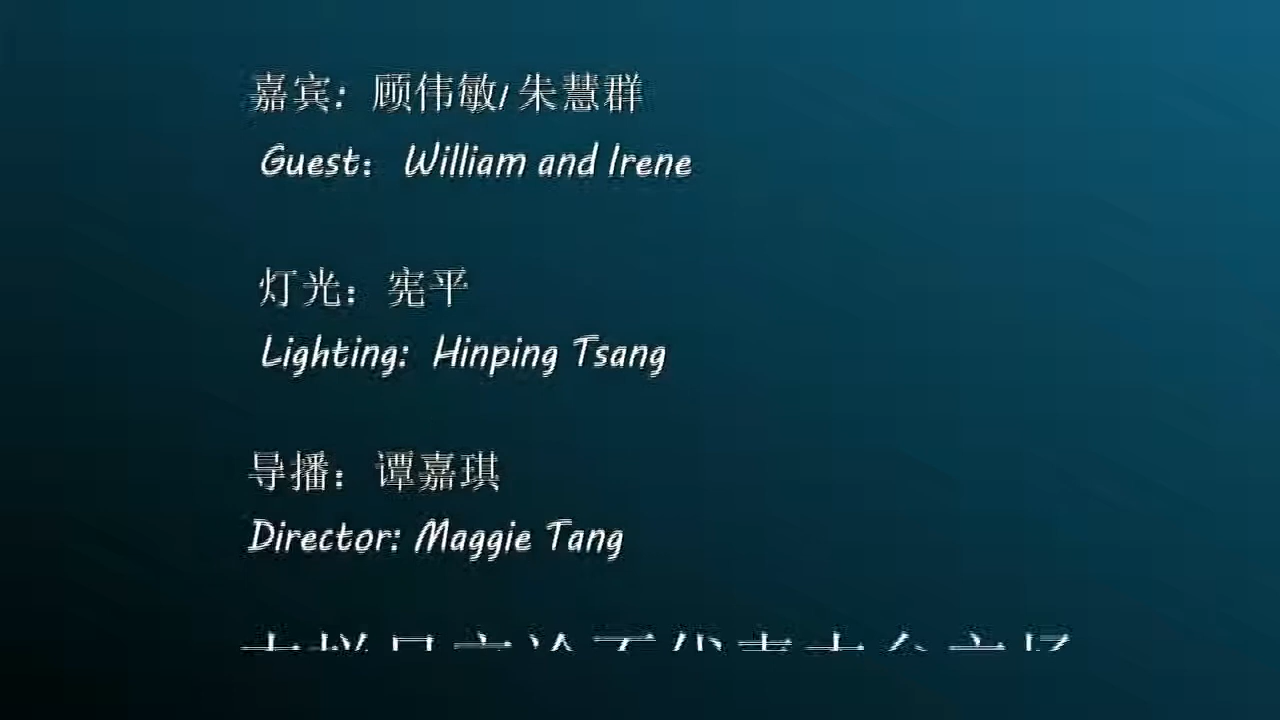 嘉宾: 顾伟敏/ 朱慧群
Guest： William and Irene
灯光：宪平
Lighting: Hinping Tsang
导播：谭嘉琪
Director: Maggie Tang